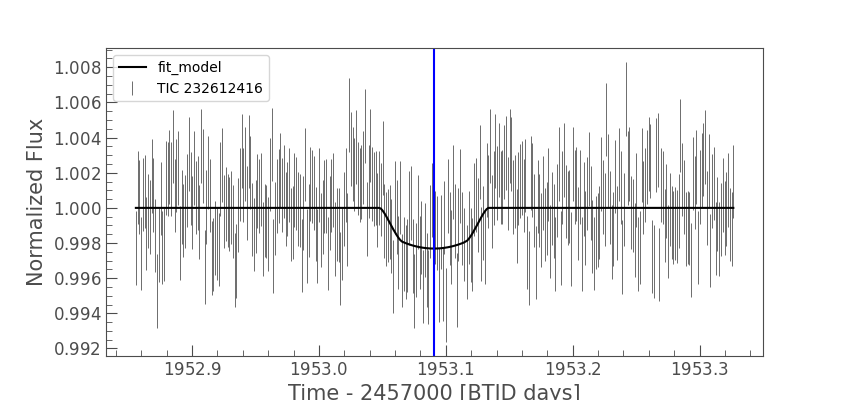 fit_model
TIC 232612416
1.008
1.006
1.004
1.002
1.000
0.998
0.996
0.994
0.992
Normalized Flux
1952.9 1953.0 1953.1 1953.2 1953.3
Time - 2457000 [BTJD days]